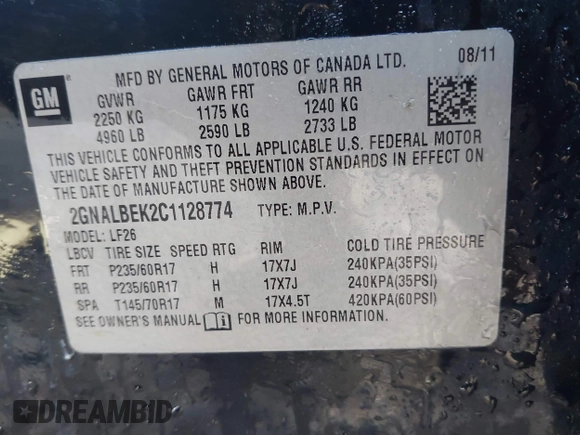 GM
MFD BY GENERAL MOTORS OF CANADA LTD. 08/11
GVWR GAWR FRT GAWR RR
2250 KG 1175 KG 1240 KG
4960 LB 2590 LB 2733 LB
THIS VEHICLE CONFORMS TO ALL APPLICABLE U.S. FEDERAL MOTOR
VEHICLE SAFETY AND THEFT PREVENTION STANDARDS IN EFFECT ON
THE DATE OF MANUFACTURE SHOWN ABOVE.
2GNALBEK2C1128774 TYPE: M.P.V.
MODEL: LF26
LBCV TIRE SIZE SPEED RTG RIM COLD TIRE PRESSURE
FRT P235/60R17 H 17X7J 240KPA(35PSI)
RR P235/60R17 H 17X7J 240KPA(35PSI)
SPA T145/70R17 M 17X4.5T 420KPA(60PSI)
SEE OWNER'S MANUAL FOR MORE INFORMATION
DREAMBID